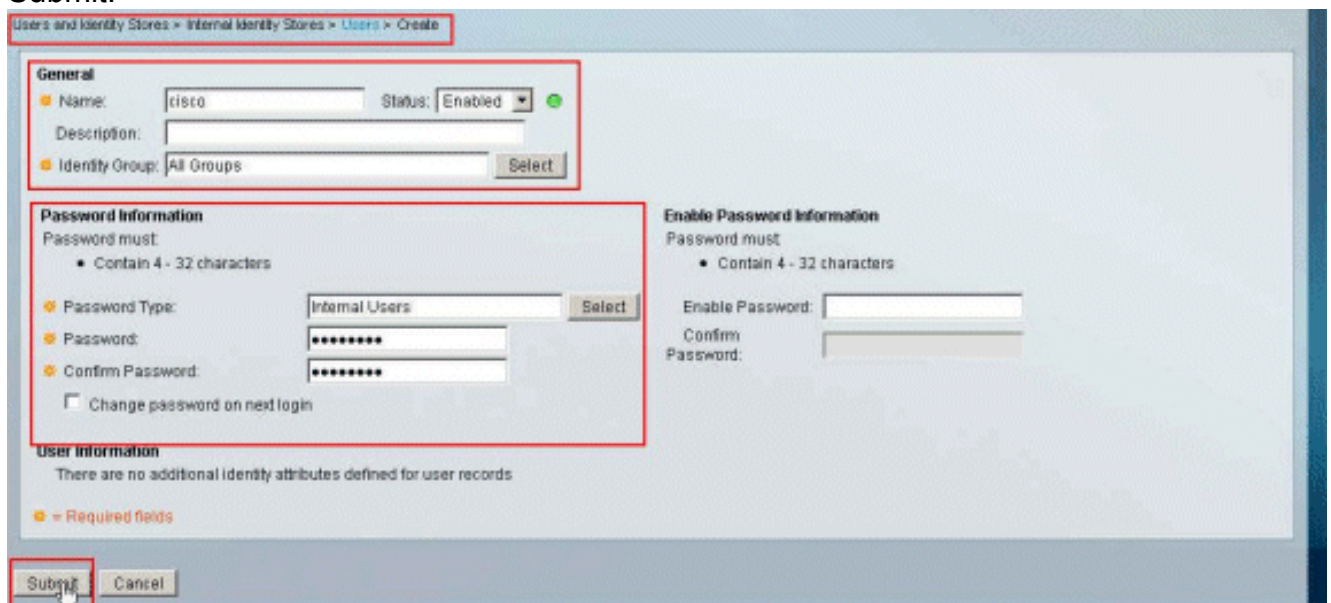 Submit.
Users and Identity Stores > Internal Identity Stores > Users > Create
General
Name: cisco Status: Enabled
Description:
Identity Group: All Groups Select
Password Information
Password must:
• Contain 4 - 32 characters
Password Type: Internal Users Select
Password: ••••••••
Confirm Password: ••••••••
Change password on next login
Enable Password Information
Password must:
• Contain 4 - 32 characters
Enable Password:
Confirm
Password:
User Information
There are no additional identity attributes defined for user records
= Required fields
Submit Cancel